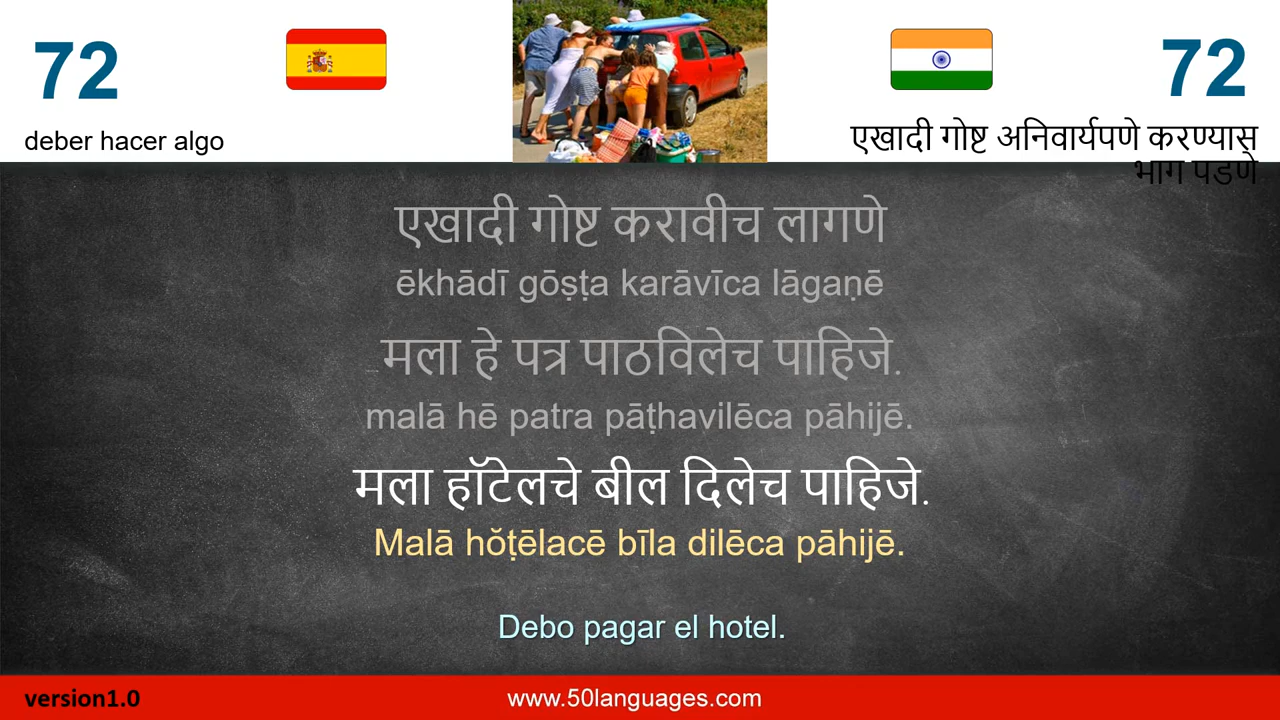 72
deber hacer algo
72
एखादी गोष्ट अनिवार्यपणे करण्यास
भाग पडणे
एखादी गोष्ट करावीच लागणे
ēkhādī gōṣṭa karāvīca lāgaṇē
मला हे पत्र पाठविलेच पाहिजे.
malā hē patra pāṭhavilēca pāhijē.
मला हॉटेलचे बील दिलेच पाहिजे.
Malā hŏṭēlacē bīla dilēca pāhijē.
Debo pagar el hotel.
version1.0
www.50languages.com